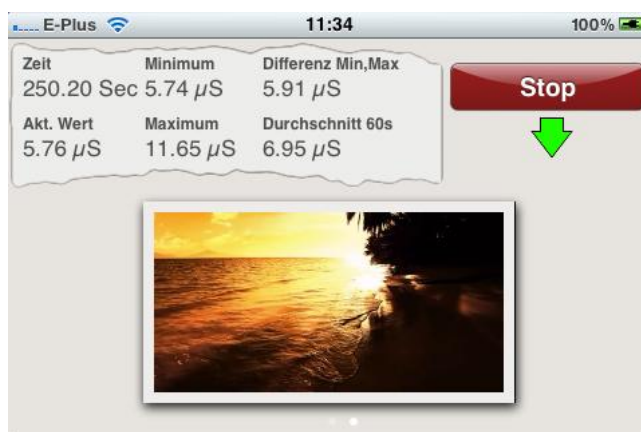 E-Plus 11:34 100%
Zeit Minimum Differenz Min,Max
250.20 Sec 5.74 µS 5.91 µS
Akt. Wert Maximum Durchschnitt 60s
5.76 µS 11.65 µS 6.95 µS
Stop